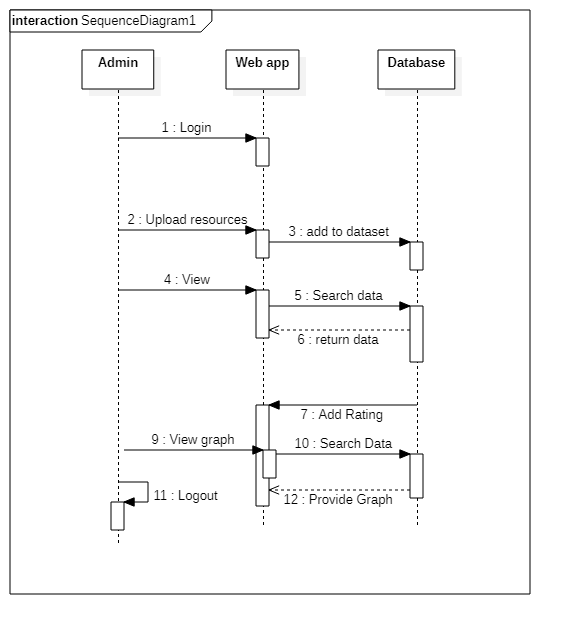 interaction SequenceDiagram1
Admin
Web app
Database
1 : Login
2 : Upload resources
3 : add to dataset
4 : View
5 : Search data
6 : return data
7 : Add Rating
9 : View graph
10 : Search Data
11 : Logout
12 : Provide Graph